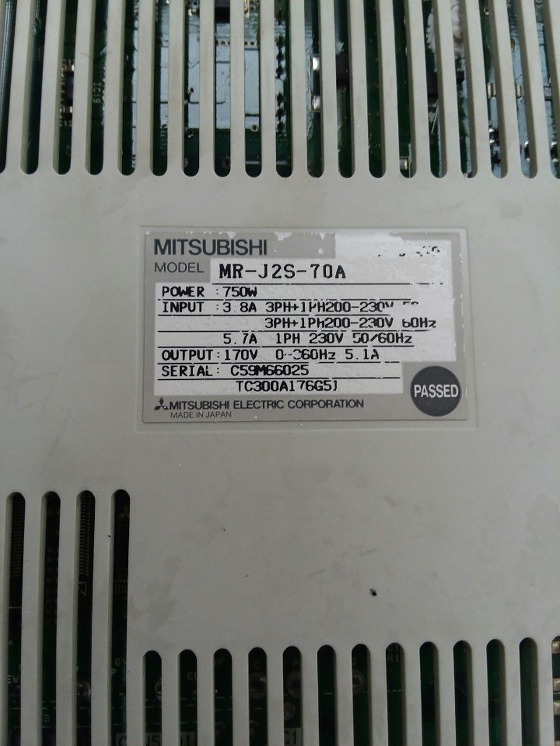 MITSUBISHI
MODEL MR-J2S-70A
POWER :750W
INPUT :3.8A 3PH+1PH200-230V
3PH+1PH200-230V 60Hz
5.7A 1PH 230V 50/60Hz
OUTPUT:170V 0-360Hz 5.1A
SERIAL: C59M66025
TC300A176G51
PASSED
MITSUBISHI ELECTRIC CORPORATION
MADE IN JAPAN